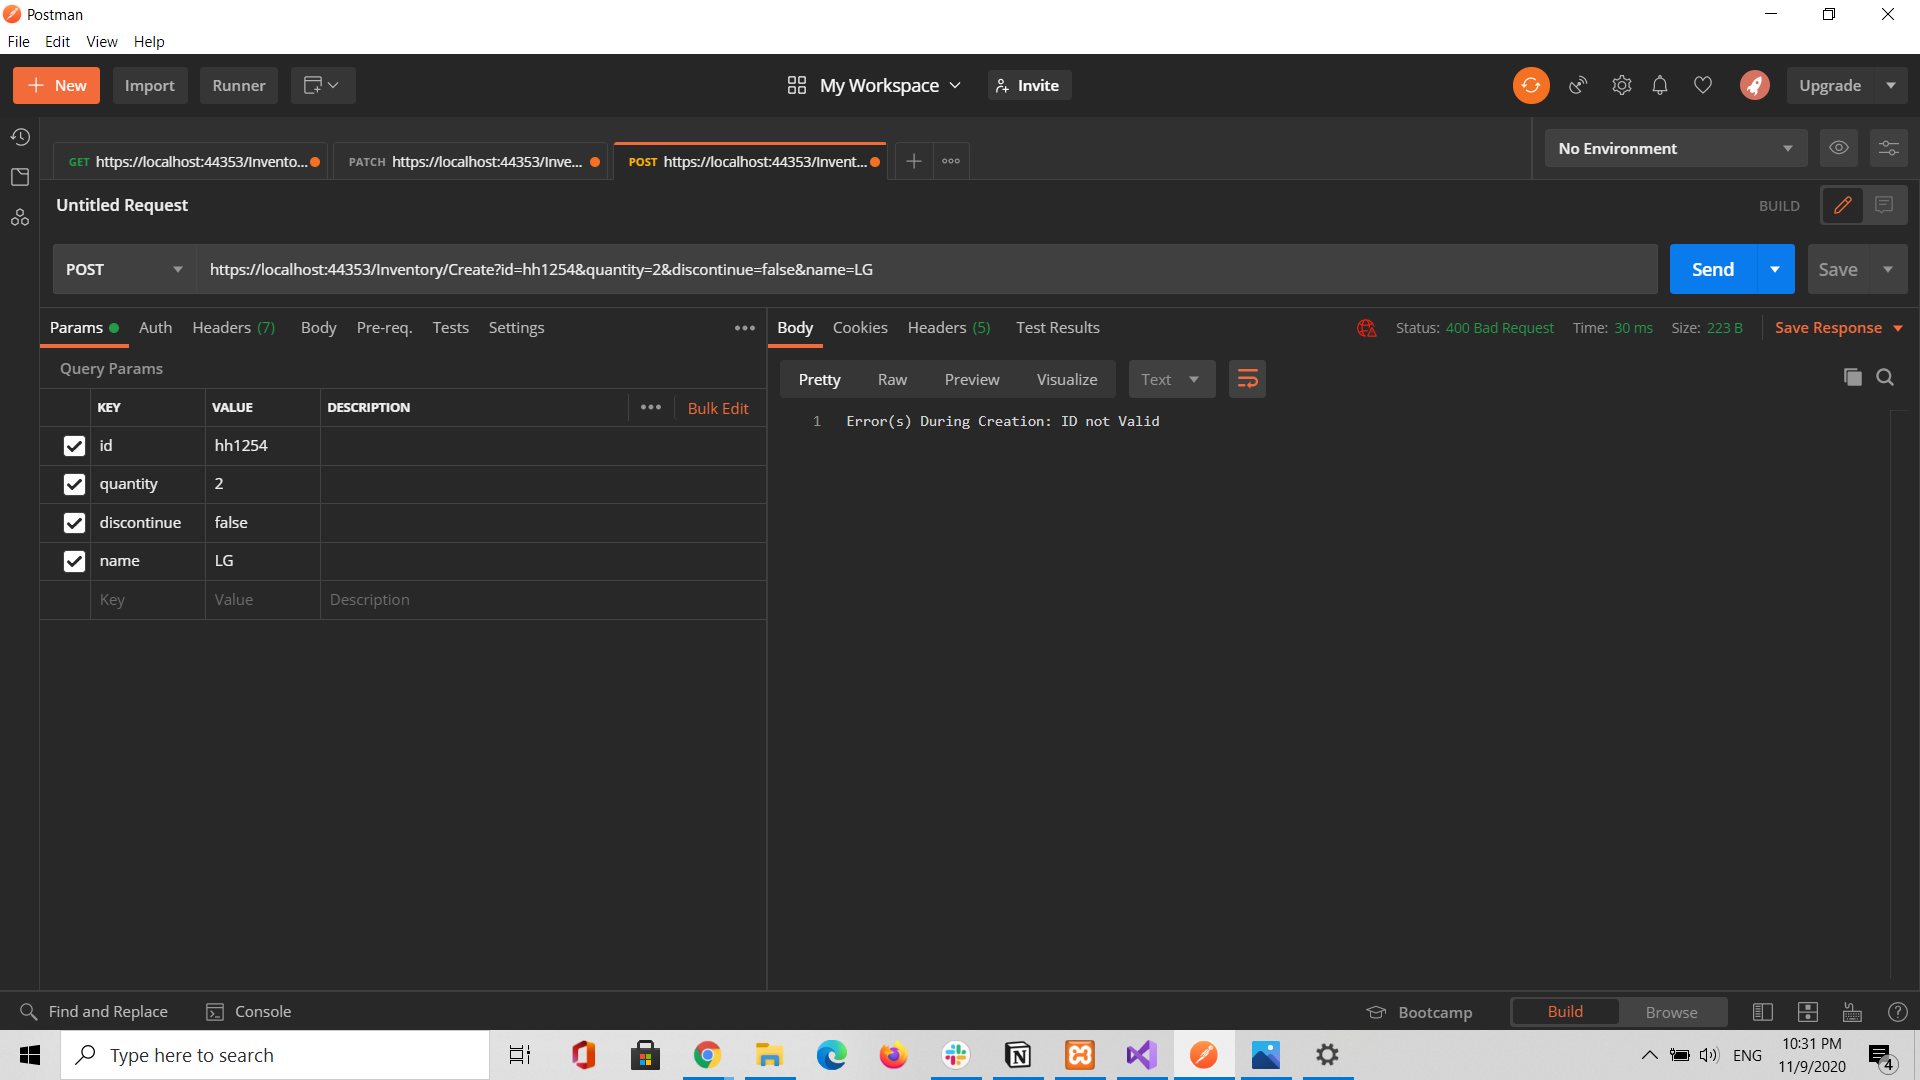 Postman
File Edit View Help
New Import Runner My Workspace Invite Upgrade
GET https://localhost:44353/Invento... PATCH https://localhost:44353/Inve... POST https://localhost:44353/Invent... No Environment
Untitled Request BUILD
POST https://localhost:44353/Inventory/Create?id=hh1254&quantity=2&discontinue=false&name=LG Send Save
Params Auth Headers (7) Body Pre-req. Tests Settings
Body Cookies Headers (5) Test Results Status: 400 Bad Request Time: 30 ms Size: 223 B Save Response
Query Params
Pretty Raw Preview Visualize Text
KEY VALUE DESCRIPTION Bulk Edit
1 Error(s) During Creation: ID not Valid
id hh1254
quantity 2
discontinue false
name LG
Key Value Description
Find and Replace Console Bootcamp Build Browse
Type here to search ENG 10:31 PM
11/9/2020 4